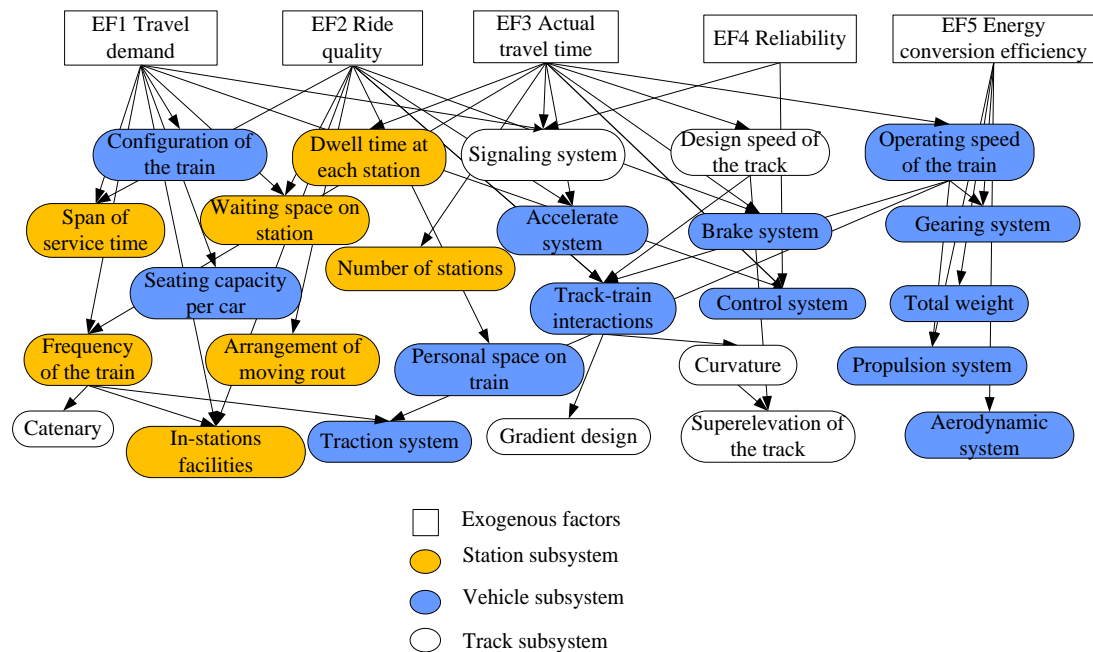 EF1 Travel
demand
EF2 Ride
quality
EF3 Actual
travel time
EF4 Reliability
EF5 Energy
conversion efficiency
Configuration of
the train
Dwell time at
each station
Signaling system
Design speed of
the track
Operating speed
of the train
Span of
service time
Waiting space on
station
Accelerate
system
Brake system
Gearing system
Number of stations
Seating capacity
per car
Track-train
interactions
Control system
Total weight
Frequency
of the train
Arrangement of
moving rout
Personal space on
train
Curvature
Propulsion system
Catenary
In-stations
facilities
Traction system
Gradient design
Superelevation of
the track
Aerodynamic
system
Exogenous factors
Station subsystem
Vehicle subsystem
Track subsystem